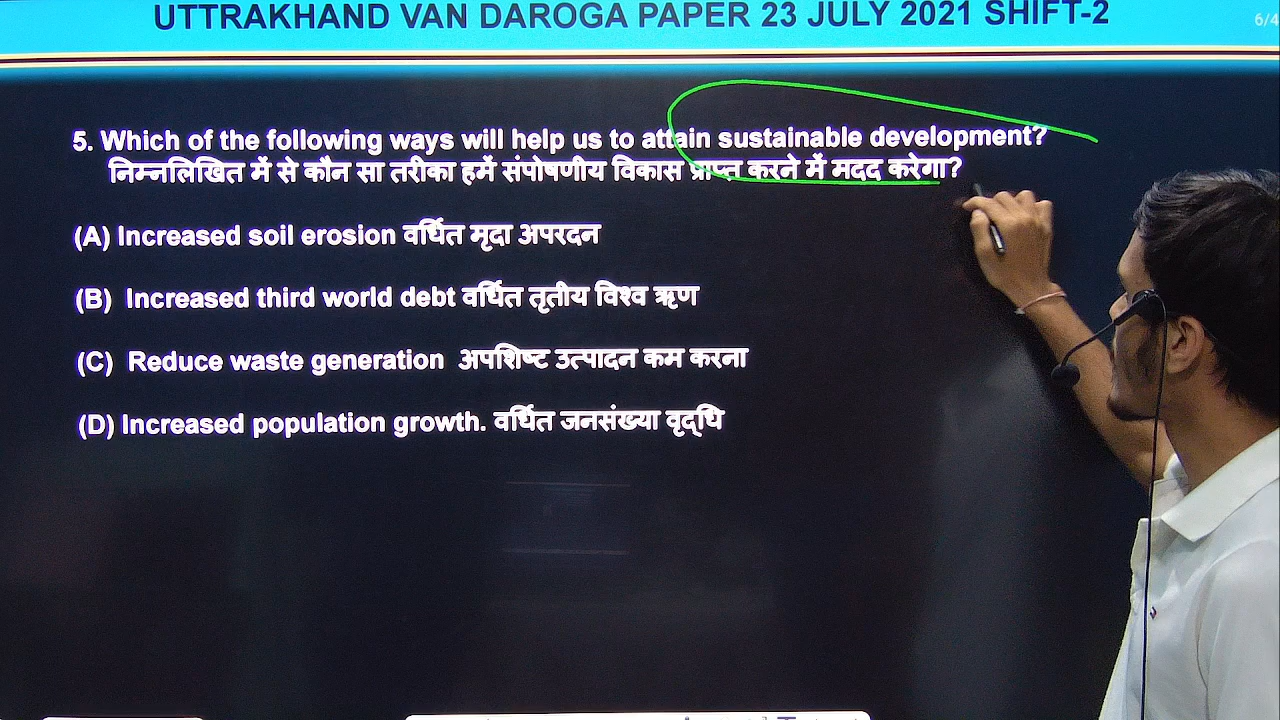 UTTRAKHAND VAN DAROGA PAPER 23 JULY 2021 SHIFT-2
6/4
5. Which of the following ways will help us to attain sustainable development?
निम्नलिखित में से कौन सा तरीका हमें संपोषणीय विकास प्राप्त करने में मदद करेगा?
(A) Increased soil erosion वर्धित मृदा अपरदन
(B) Increased third world debt वर्धित तृतीय विश्व ऋण
(C) Reduce waste generation अपशिष्ट उत्पादन कम करना
(D) Increased population growth. वर्धित जनसंख्या वृद्धि